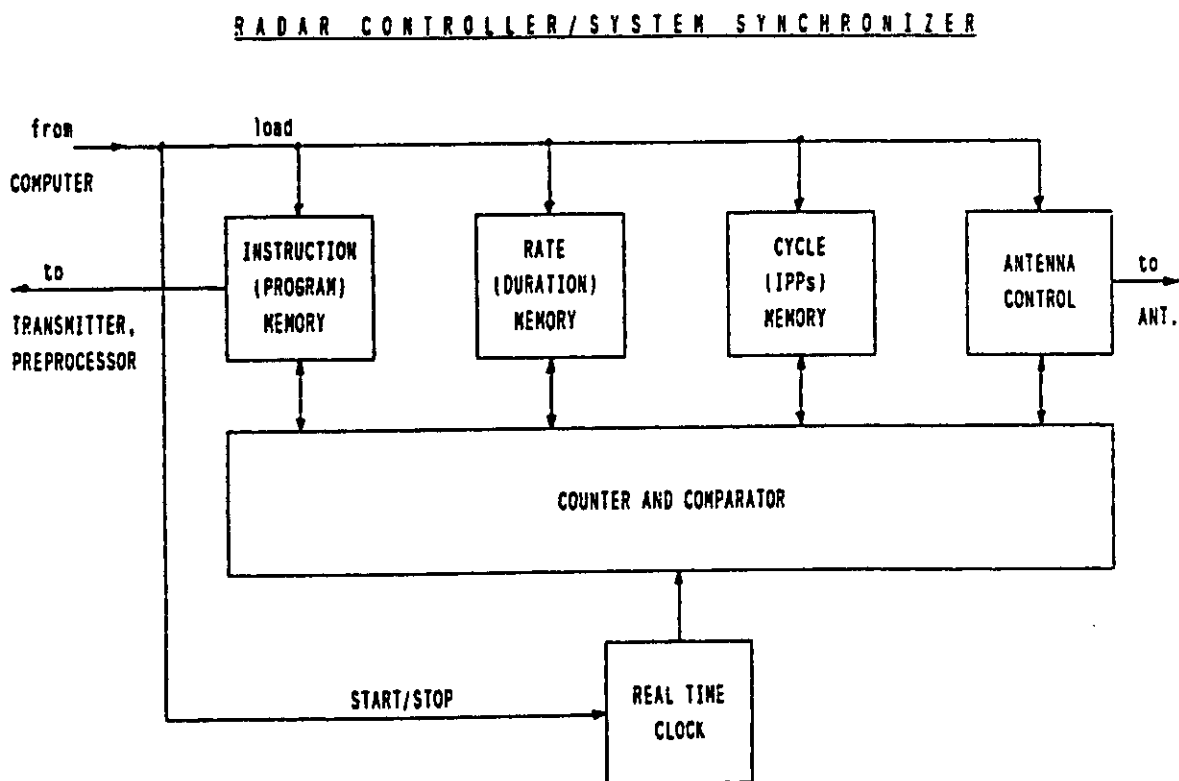 RADAR CONTROLLER/SYSTEM SYNCHRONIZER
from
load
COMPUTER
to
TRANSMITTER,
PREPROCESSOR
INSTRUCTION
(PROGRAM)
MEMORY
RATE
(DURATION)
MEMORY
CYCLE
(IPPs)
MEMORY
ANTENNA
CONTROL
to
ANT.
COUNTER AND COMPARATOR
START/STOP
REAL TIME
CLOCK